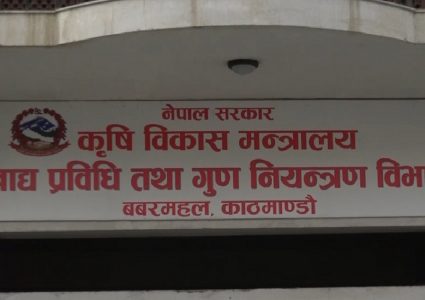 नेपाल सरकार
कृषि विकास मन्त्रालय
खाद्य प्रविधि तथा गुण नियन्त्रण विभा
बबरमहल, काठमाण्डौ